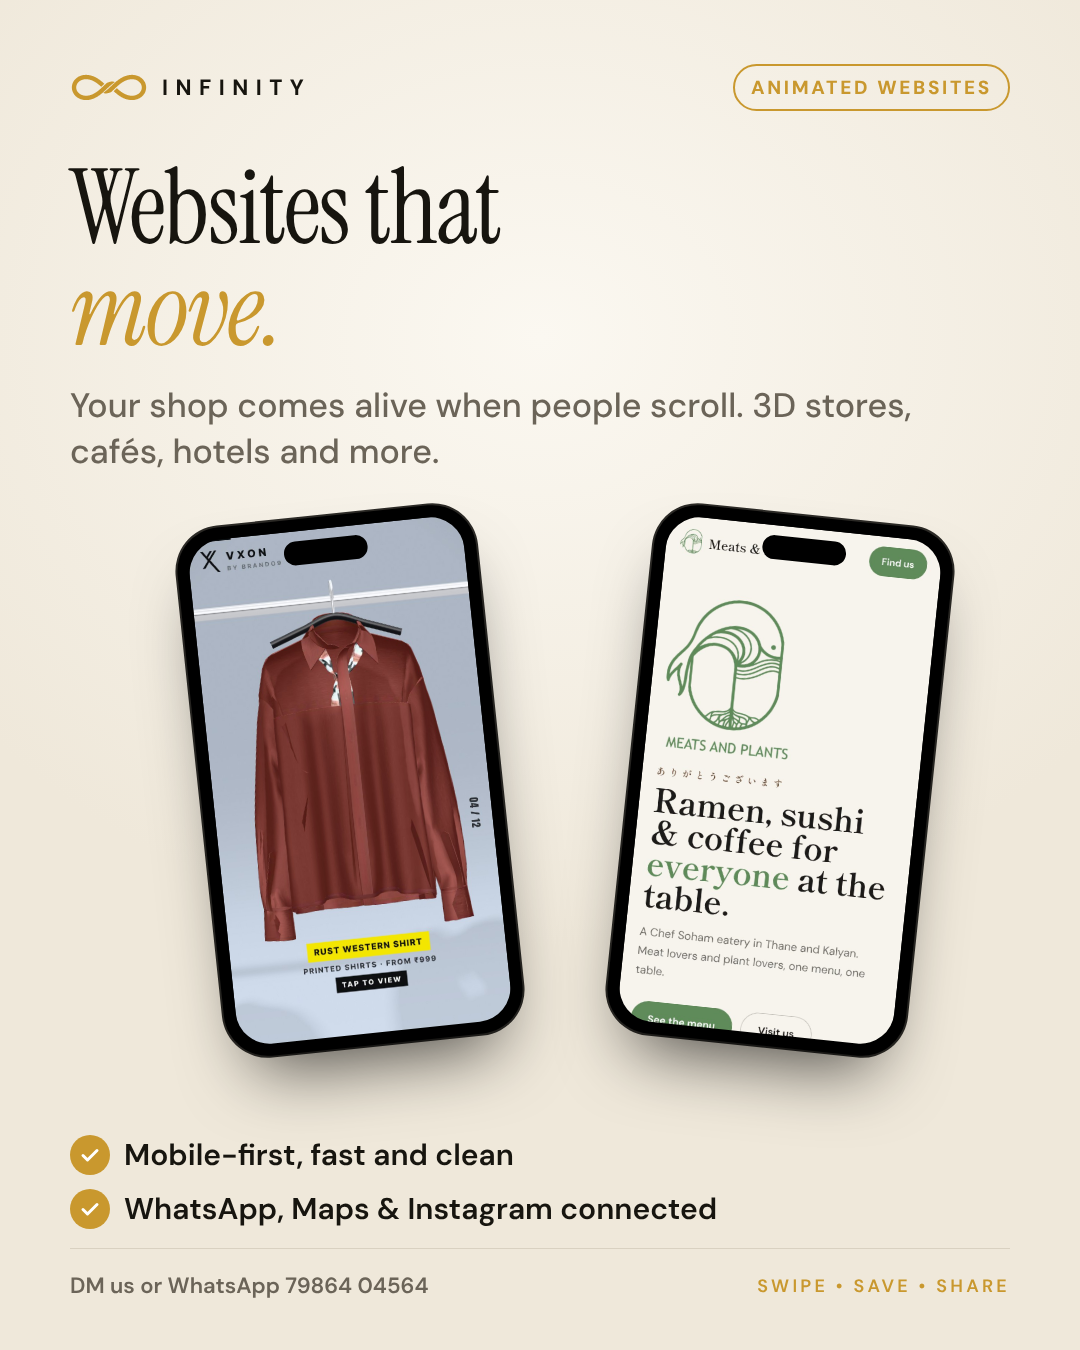 INFINITY
ANIMATED WEBSITES
Websites that
move.
Your shop comes alive when people scroll. 3D stores,
cafés, hotels and more.
VXON
BY BRANDOR
04 / 12
RUST WESTERN SHIRT
PRINTED SHIRTS · FROM ₹999
TAP TO VIEW
Meats &
Find us
MEATS AND PLANTS
ありがとうございます
Ramen, sushi
& coffee for
everyone at the
table.
A Chef Soham eatery in Thane and Kalyan.
Meat lovers and plant lovers, one menu, one
table.
See the menu
Visit us
Mobile-first, fast and clean
WhatsApp, Maps & Instagram connected
DM us or WhatsApp 79864 04564
SWIPE • SAVE • SHARE